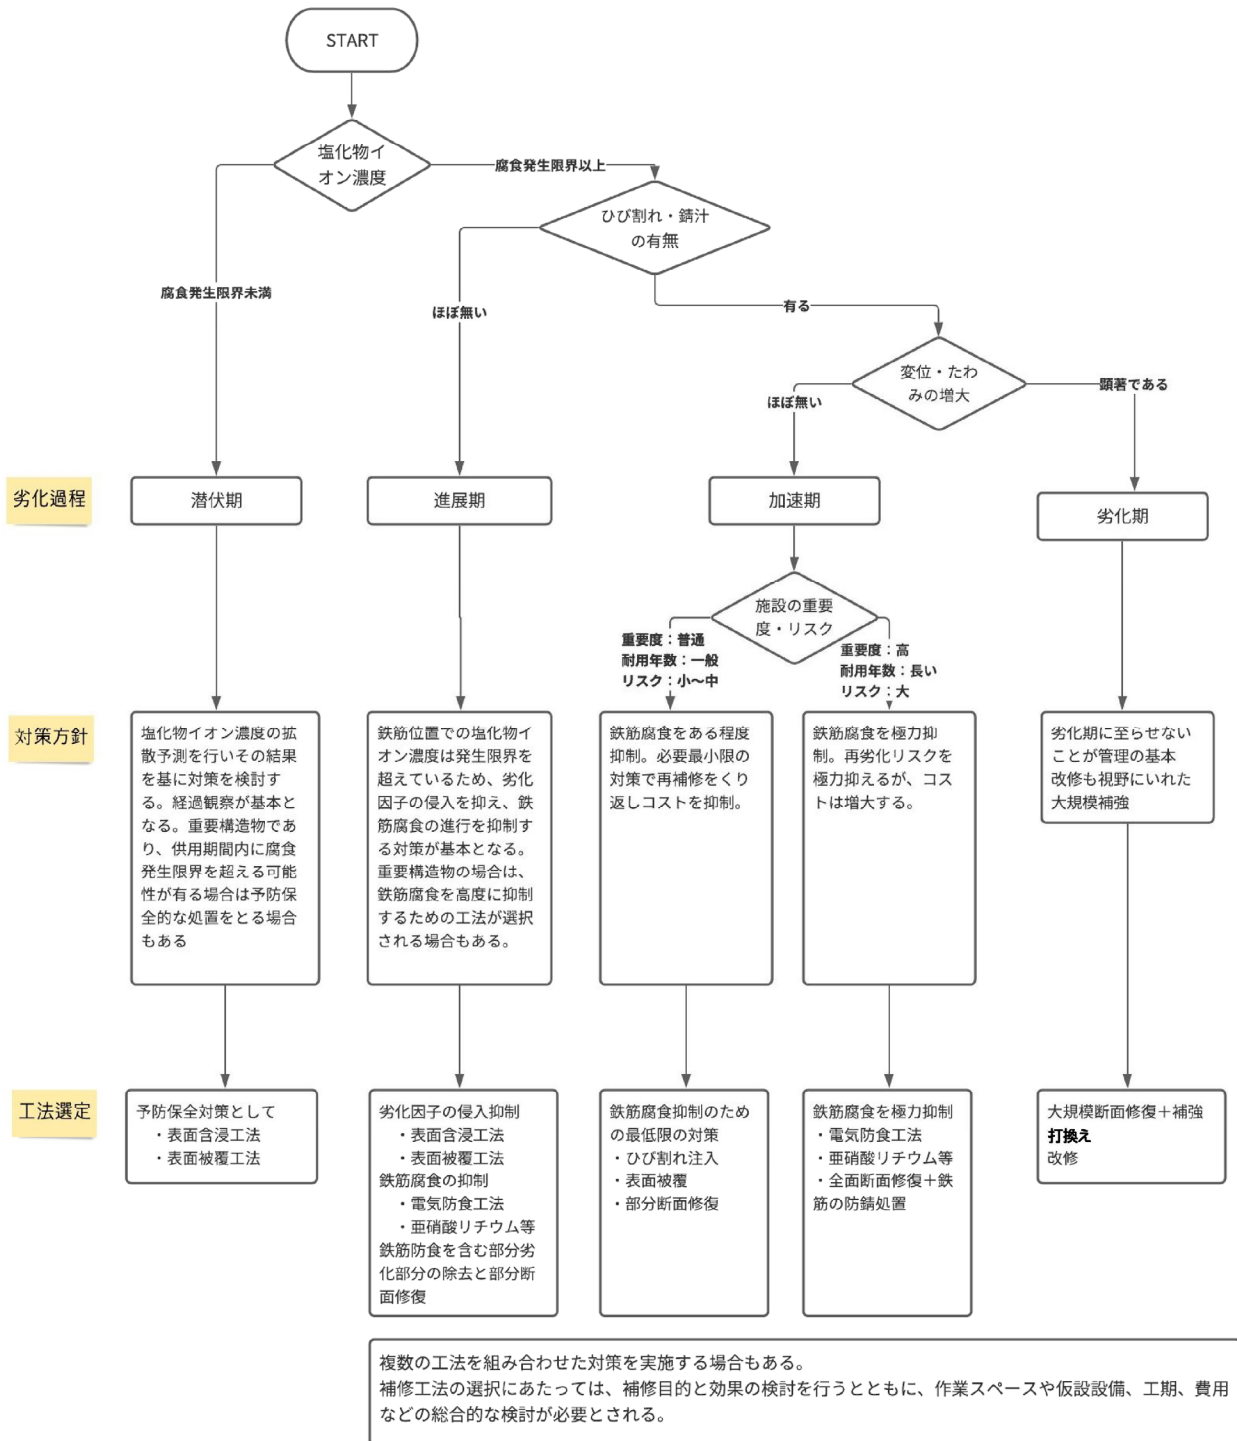 START
塩化物イ
オン濃度
腐食発生限界以上
ひび割れ・錆汁
の有無
腐食発生限界未満
ほぼ無い
有る
変位・たわ
みの増大
顕著である
ほぼ無い
劣化過程
潜伏期
進展期
加速期
劣化期
施設の重要
度・リスク
重要度：普通
耐用年数：一般
リスク：小～中
重要度：高
耐用年数：長い
リスク：大
対策方針
塩化物イオン濃度の拡
散予測を行いその結果
を基に対策を検討す
る。経過観察が基本と
なる。重要構造物であ
り、供用期間内に腐食
発生限界を超える可能
性が有る場合は予防保
全的な処置をとる場合
もある
鉄筋位置での塩化物イ
オン濃度は発生限界を
超えているため、劣化
因子の侵入を抑え、鉄
筋腐食の進行を抑制す
る対策が基本となる。
重要構造物の場合は、
鉄筋腐食を高度に抑制
するための工法が選択
される場合もある。
鉄筋腐食をある程度
抑制。必要最小限の
対策で再補修をくり
返しコストを抑制。
鉄筋腐食を極力抑
制。再劣化リスクを
極力抑えるが、コス
トは増大する。
劣化期に至らせない
ことが管理の基本
改修も視野にいれた
大規模補強
工法選定
予防保全対策として
・表面含浸工法
・表面被覆工法
劣化因子の侵入抑制
・表面含浸工法
・表面被覆工法
鉄筋腐食の抑制
・電気防食工法
・亜硝酸リチウム等
鉄筋防食を含む部分劣
化部分の除去と部分断
面修復
鉄筋腐食抑制のため
の最低限の対策
・ひび割れ注入
・表面被覆
・部分断面修復
鉄筋腐食を極力抑制
・電気防食工法
・亜硝酸リチウム等
・全面断面修復＋鉄
筋の防錆処置
大規模断面修復＋補強
打換え
改修
複数の工法を組み合わせた対策を実施する場合もある。
補修工法の選択にあたっては、補修目的と効果の検討を行うとともに、作業スペースや仮設設備、工期、費用
などの総合的な検討が必要とされる。